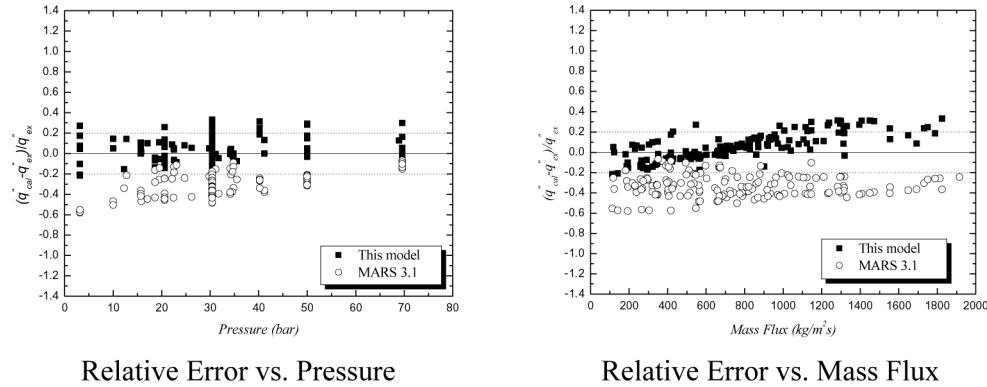 1.4
1.2
1.0
0.8
0.6
0.4
0.2
0.0
-0.2
-0.4
-0.6
-0.8
-1.0
-1.2
-1.4
(q"cal-q"ex)/q"ex
0 10 20 30 40 50 60 70 80
Pressure (bar)
This model
MARS 3.1
Relative Error vs. Pressure
1.4
1.2
1.0
0.8
0.6
0.4
0.2
0.0
-0.2
-0.4
-0.6
-0.8
-1.0
-1.2
-1.4
(q"cal-q"ex)/q"ex
0 200 400 600 800 1000 1200 1400 1600 1800 2000
Mass Flux (kg/m²s)
This model
MARS 3.1
Relative Error vs. Mass Flux